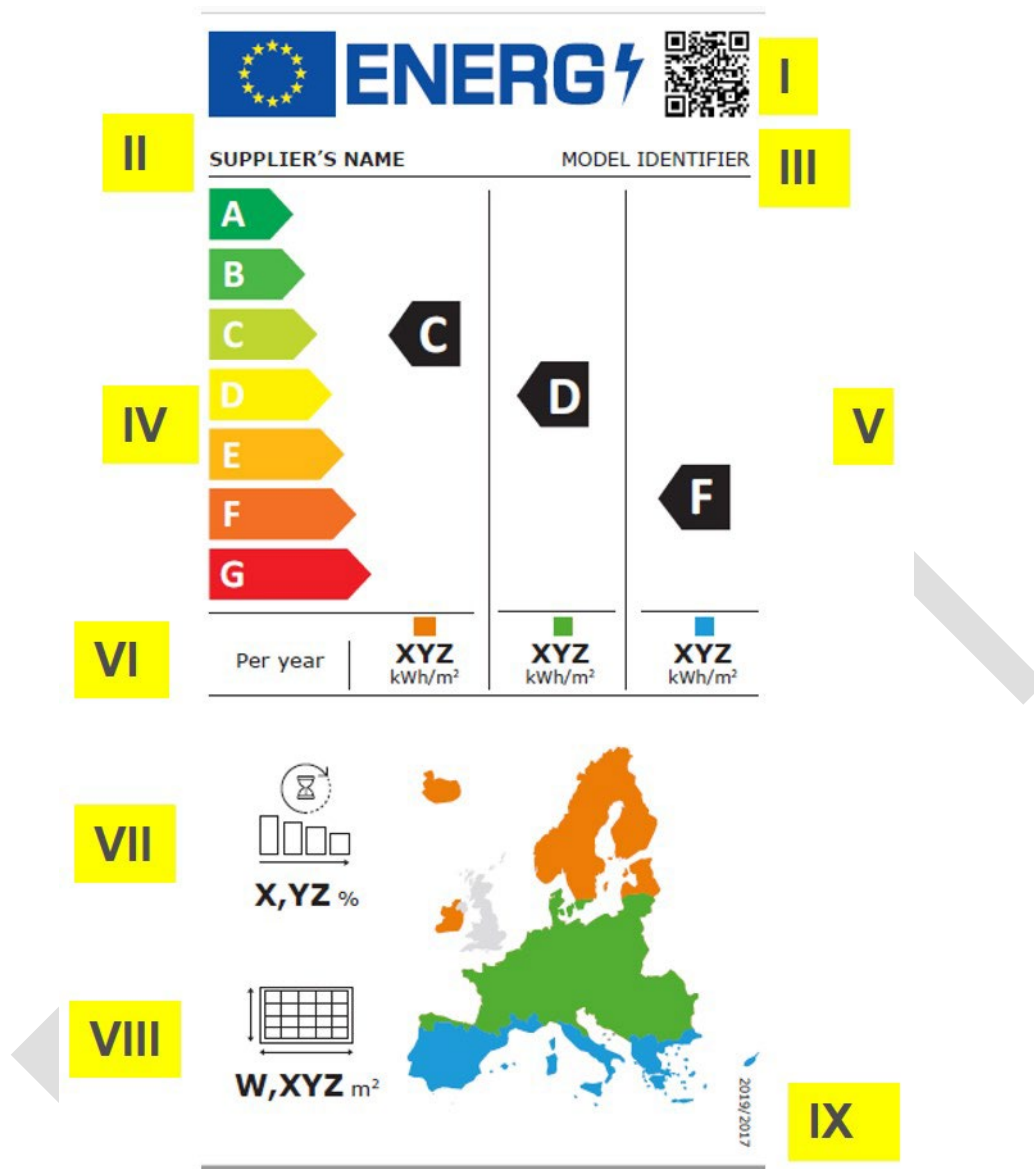 ENERG
I
II
SUPPLIER'S NAME MODEL IDENTIFIER
III
A
B
C C
IV
D D
V
E
F F
G
VI
Per year XYZ kWh/m² XYZ kWh/m² XYZ kWh/m²
VII
X,YZ %
VIII
W,XYZ m²
2019/2017
IX